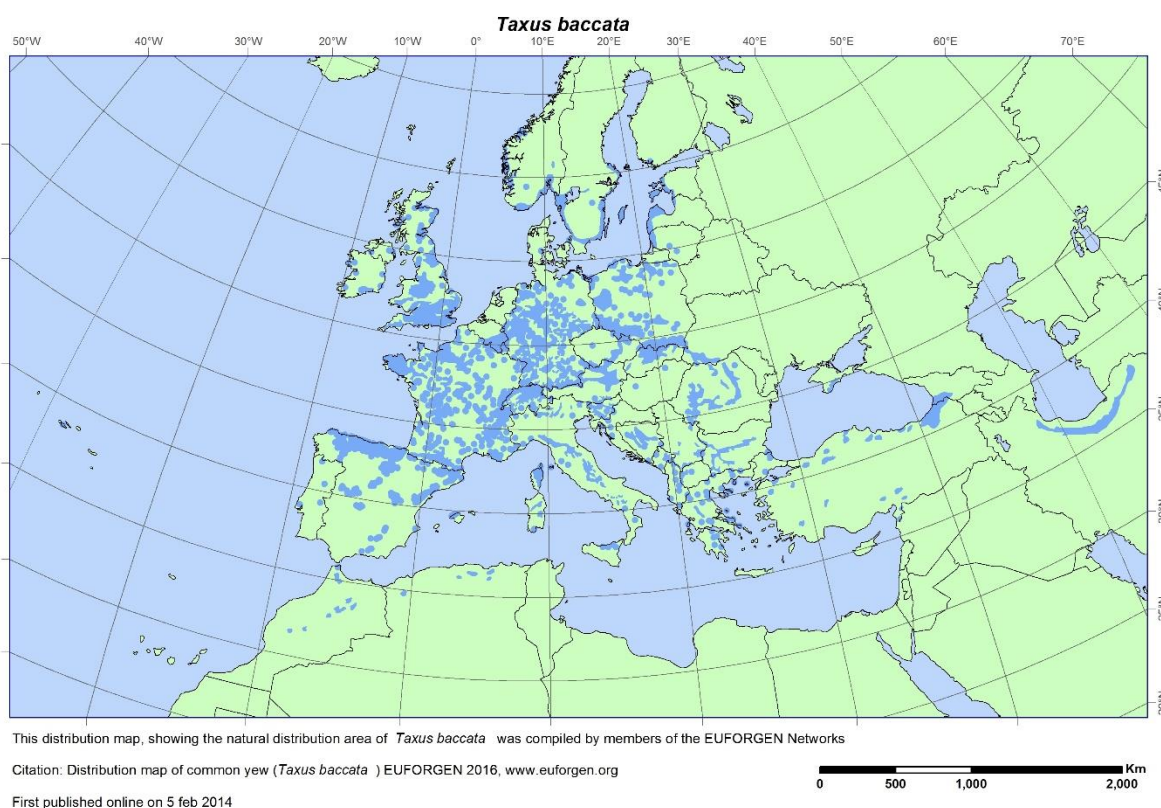 Taxus baccata
50°W 40°W 30°W 20°W 10°W 0° 10°E 20°E 30°E 40°E 50°E 60°E 70°E
This distribution map, showing the natural distribution area of Taxus baccata was compiled by members of the EUFORGEN Networks
Citation: Distribution map of common yew (Taxus baccata ) EUFORGEN 2016, www.euforgen.org
First published online on 5 feb 2014
Km
0 500 1,000 2,000